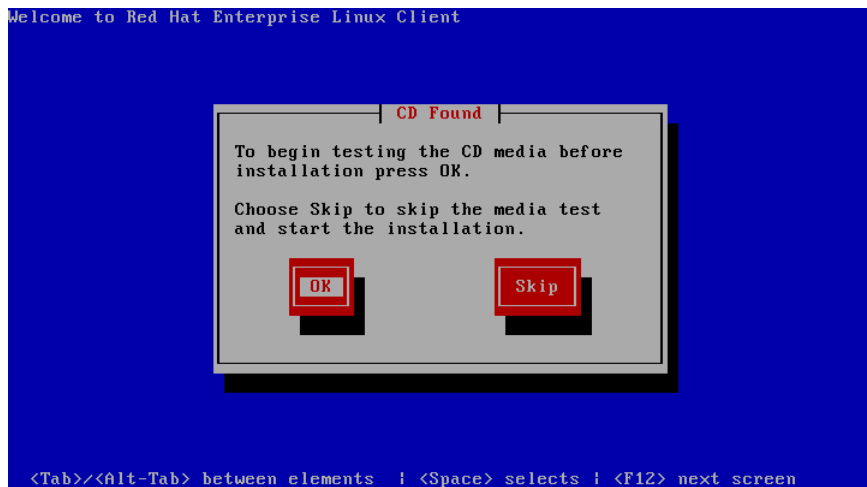 Welcome to Red Hat Enterprise Linux Client
CD Found
To begin testing the CD media before
installation press OK.
Choose Skip to skip the media test
and start the installation.
OK Skip
<Tab>/<Alt-Tab> between elements | <Space> selects | <F12> next screen